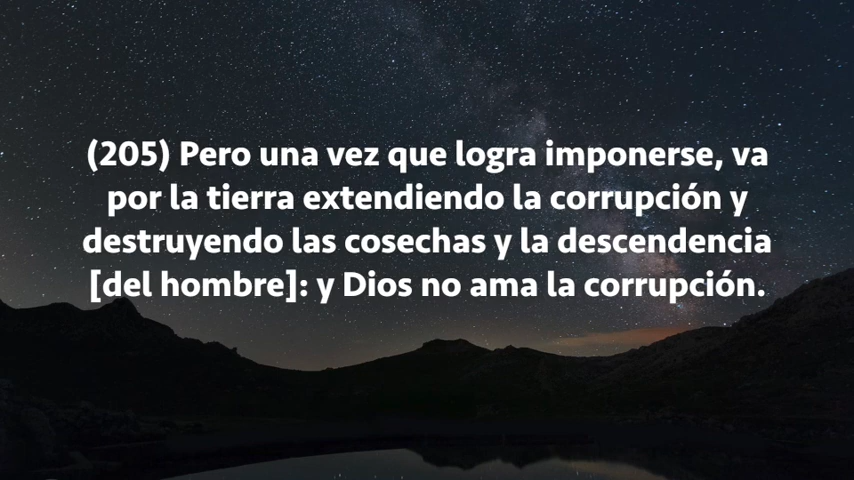 (205) Pero una vez que logra imponerse, va
por la tierra extendiendo la corrupción y
destruyendo las cosechas y la descendencia
[del hombre]: y Dios no ama la corrupción.